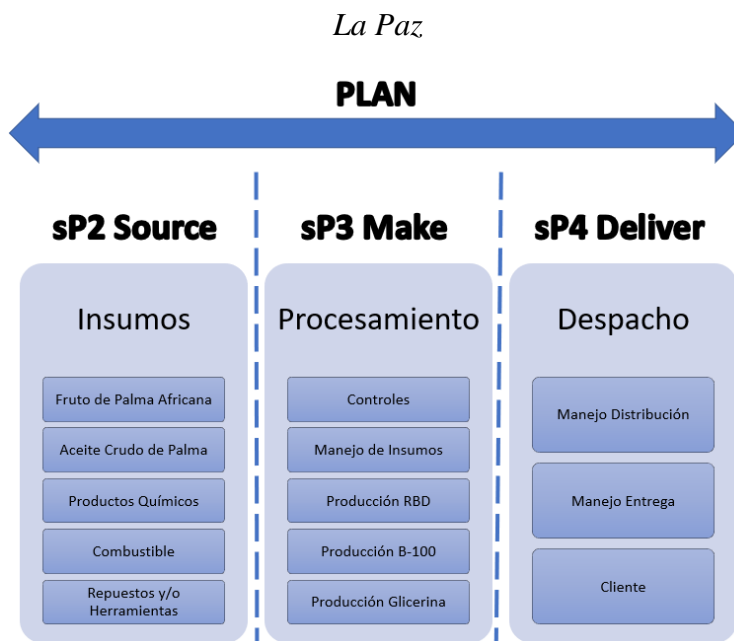 La Paz
PLAN
sP2 Source
Insumos
Fruto de Palma Africana
Aceite Crudo de Palma
Productos Químicos
Combustible
Repuestos y/o
Herramientas
sP3 Make
Procesamiento
Controles
Manejo de Insumos
Producción RBD
Producción B-100
Producción Glicerina
sP4 Deliver
Despacho
Manejo Distribución
Manejo Entrega
Cliente